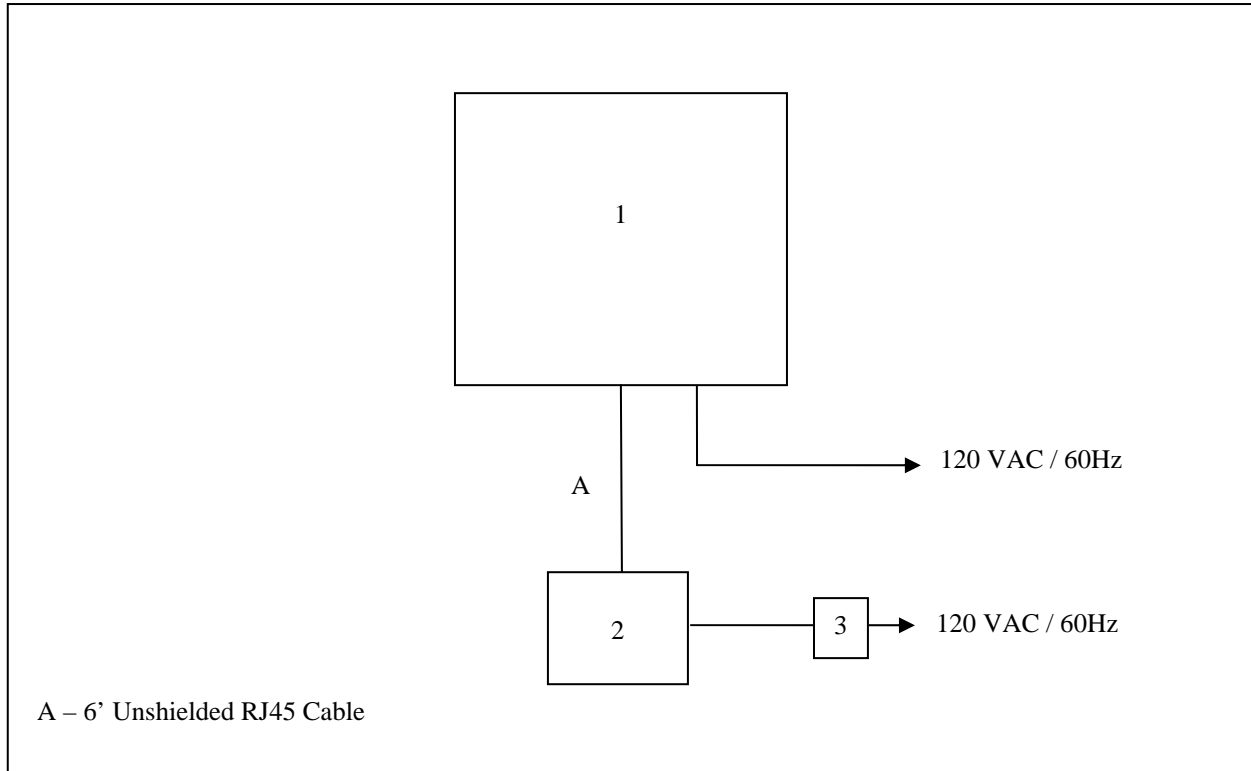 1
120 VAC / 60Hz
A
2
3
120 VAC / 60Hz
A – 6’ Unshielded RJ45 Cable